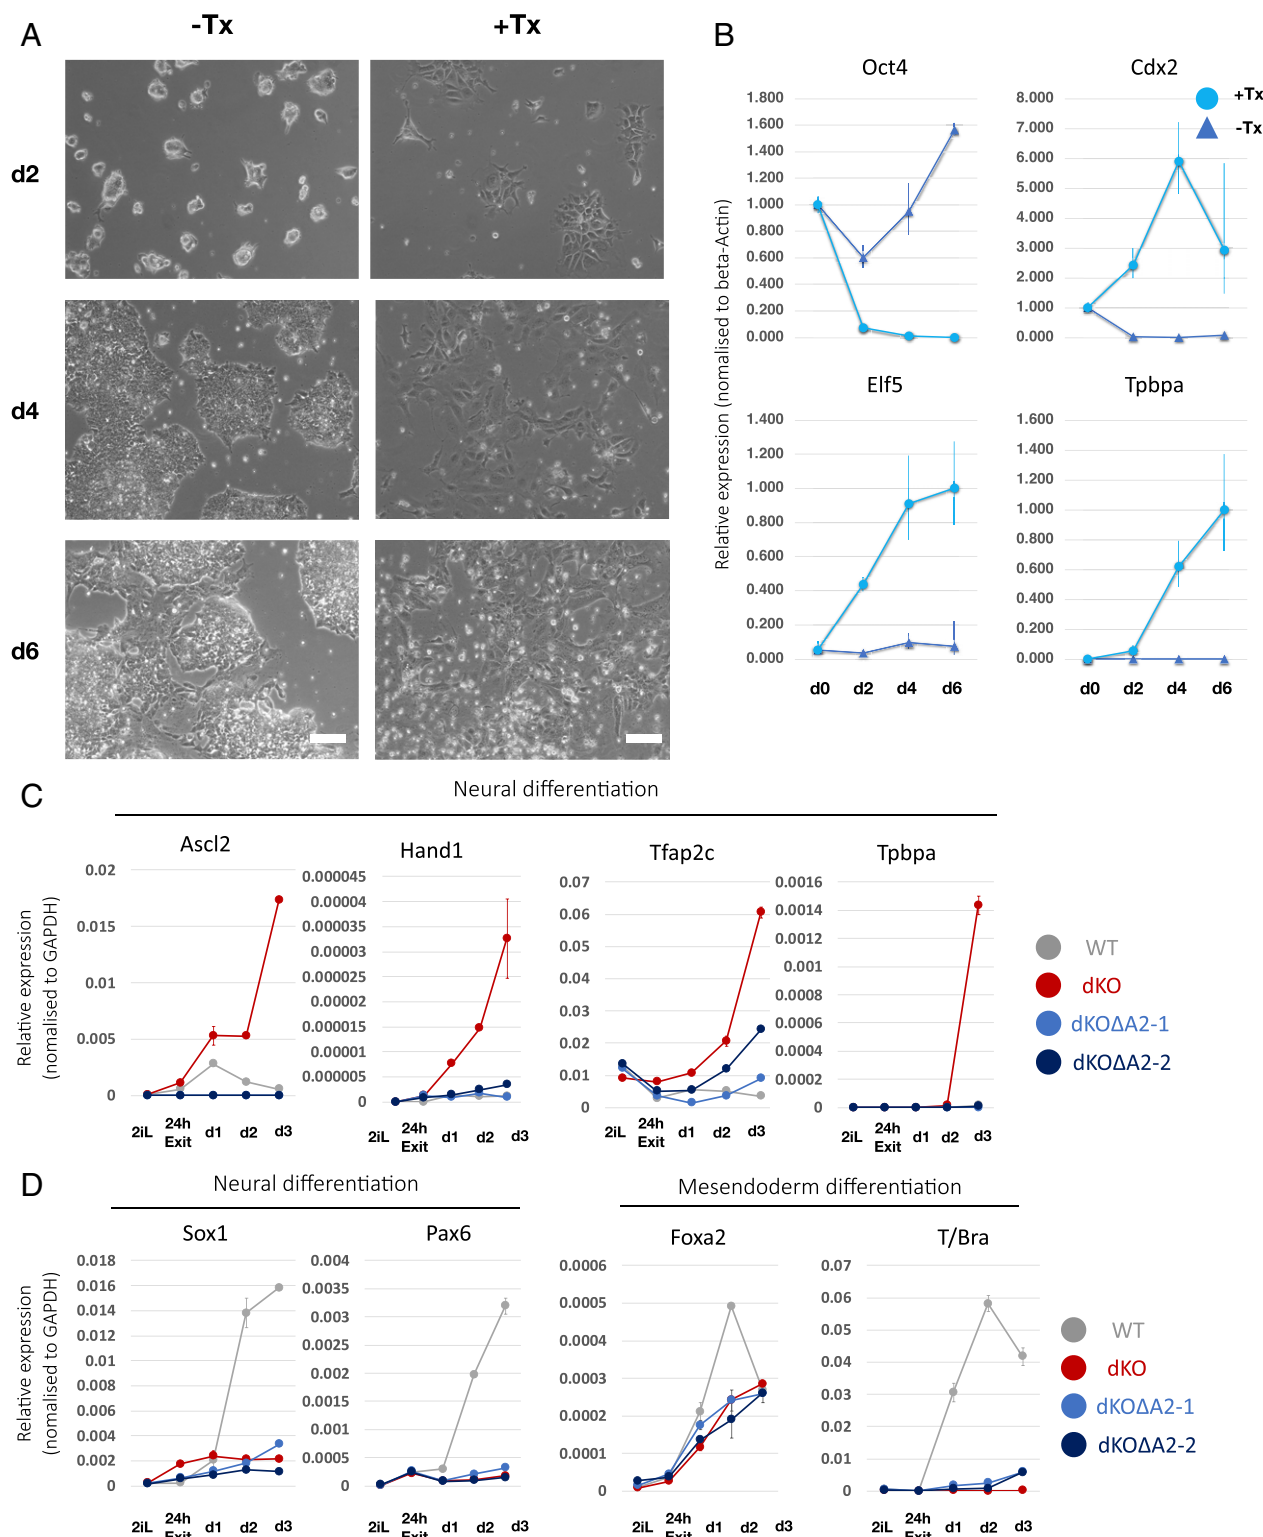 A
-Tx
+Tx
d2
d4
d6
B
Relative expression (nomalised to beta-Actin)
Oct4
1.800
1.600
1.400
1.200
1.000
0.800
0.600
0.400
0.200
0.000
Cdx2
8.000
7.000
6.000
5.000
4.000
3.000
2.000
1.000
0.000
+Tx
-Tx
Elf5
1.400
1.200
1.000
0.800
0.600
0.400
0.200
0.000
d0 d2 d4 d6
Tpbpa
1.400
1.200
1.000
0.800
0.600
0.400
0.200
0.000
d0 d2 d4 d6
C
Neural differentiation
Relative expression
(nomalised to GAPDH)
Ascl2
0.02
0.015
0.01
0.005
0
2iL 24h Exit d1 d2 d3
Hand1
0.000045
0.00004
0.000035
0.00003
0.000025
0.00002
0.000015
0.00001
0.000005
0
2iL 24h Exit d1 d2 d3
Tfap2c
0.07
0.06
0.05
0.04
0.03
0.02
0.01
0
2iL 24h Exit d1 d2 d3
Tpbpa
0.0016
0.0014
0.0012
0.001
0.0008
0.0006
0.0004
0.0002
0
2iL 24h Exit d1 d2 d3
WT
dKO
dKOΔA2-1
dKOΔA2-2
D
Neural differentiation
Mesendoderm differentiation
Relative expression
(nomalised to GAPDH)
Sox1
0.018
0.016
0.014
0.012
0.01
0.008
0.006
0.004
0.002
0
2iL 24h Exit d1 d2 d3
Pax6
0.004
0.0035
0.003
0.0025
0.002
0.0015
0.001
0.0005
0
2iL 24h Exit d1 d2 d3
Foxa2
0.0006
0.0005
0.0004
0.0003
0.0002
0.0001
0
2iL 24h Exit d1 d2 d3
T/Bra
0.07
0.06
0.05
0.04
0.03
0.02
0.01
0
2iL 24h Exit d1 d2 d3
WT
dKO
dKOΔA2-1
dKOΔA2-2